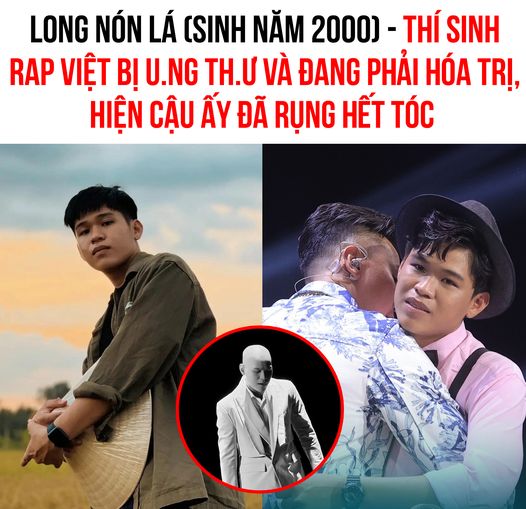 LONG NÓN LÁ (SINH NĂM 2000) - THÍ SINH
RAP VIỆT BỊ U.NG TH.Ư VÀ ĐANG PHẢI HÓA TRỊ,
HIỆN CẬU ẤY ĐÃ RỤNG HẾT TÓC